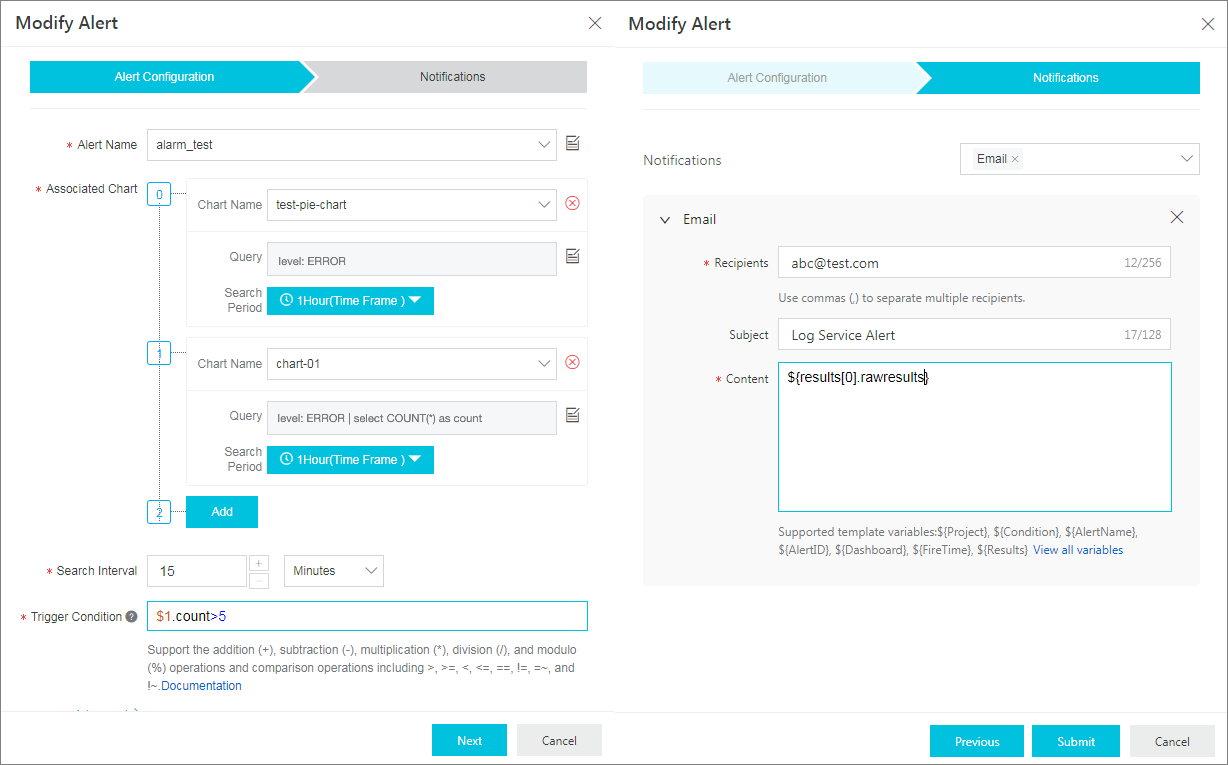 Modify Alert
Alert Configuration
Notifications
* Alert Name
alarm_test
* Associated Chart
0
Chart Name
test-pie-chart
Query
level: ERROR
Search Period
1Hour(Time Frame )
1
Chart Name
chart-01
Query
level: ERROR | select COUNT(*) as count
Search Period
1Hour(Time Frame )
2
Add
* Search Interval
15
+
−
Minutes
* Trigger Condition ?
$1.count>5
Support the addition (+), subtraction (-), multiplication (*), division (/), and modulo
(%) operations and comparison operations including >, >=, <, <=, ==, !=, =~, and
!~.Documentation
Next
Cancel
Modify Alert
Alert Configuration
Notifications
Notifications
Email ×
Email
* Recipients
abc@test.com
12/256
Use commas (,) to separate multiple recipients.
Subject
Log Service Alert
17/128
* Content
${results[0].rawresults}
Supported template variables:${Project}, ${Condition}, ${AlertName},
${AlertID}, ${Dashboard}, ${FireTime}, ${Results} View all variables
Previous
Submit
Cancel